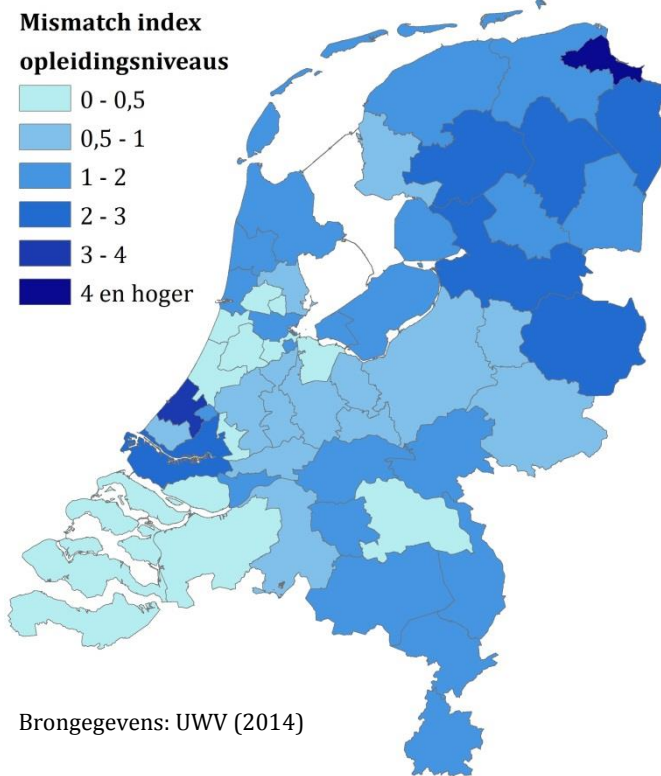 Mismatch index
opleidingsniveaus
0 - 0,5
0,5 - 1
1 - 2
2 - 3
3 - 4
4 en hoger
Brongegevens: UWV (2014)